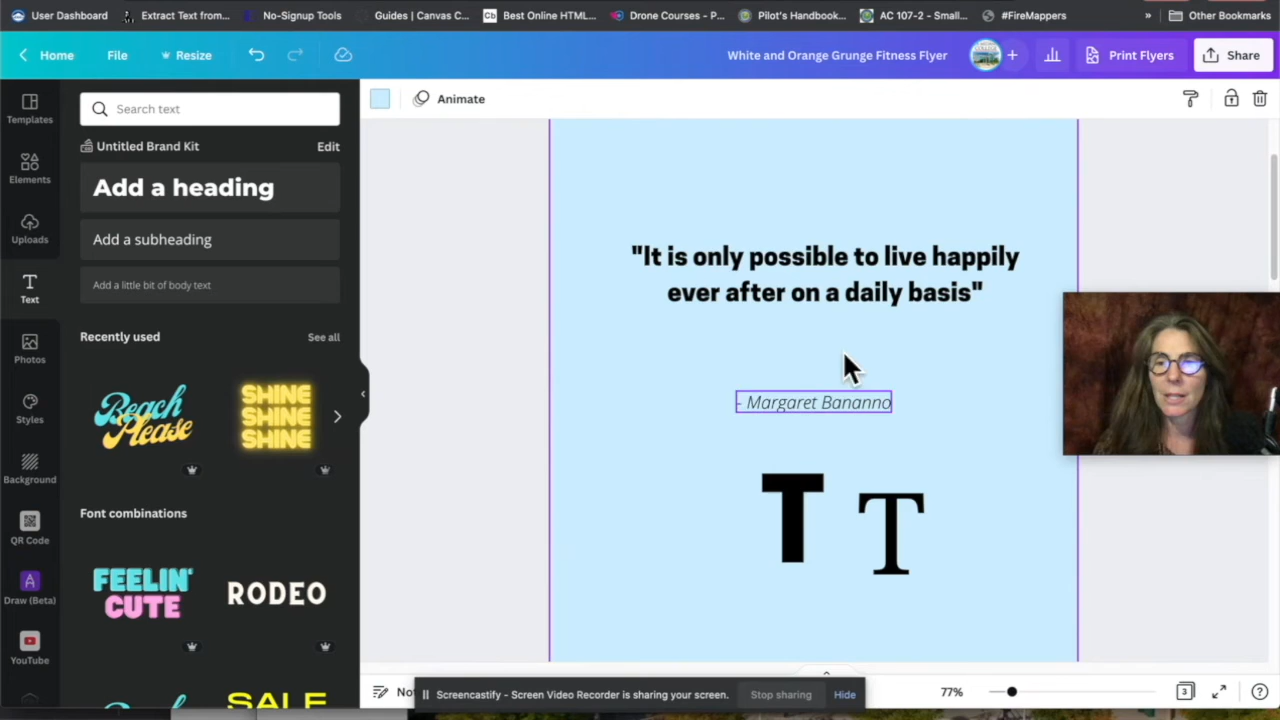 User Dashboard
Extract Text from...
No-Signup Tools
Guides | Canvas C...
Cb
Best Online HTML...
Drone Courses - P...
Pilot's Handbook...
AC 107-2 - Small...
#FireMappers
»
Other Bookmarks
Home
File
Resize
White and Orange Grunge Fitness Flyer
+
Print Flyers
Share
Templates
Elements
Uploads
Text
Photos
Styles
Background
QR Code
Draw (Beta)
YouTube
Search text
Untitled Brand Kit
Edit
Add a heading
Add a subheading
Add a little bit of body text
Recently used
See all
Beach
Please
SHINE
SHINE
SHINE
Font combinations
FEELIN'
CUTE
RODEO
SALE
Animate
"It is only possible to live happily
ever after on a daily basis"
- Margaret Bananno
T T
Not
Screencastify - Screen Video Recorder is sharing your screen.
Stop sharing
Hide
77%
3
?